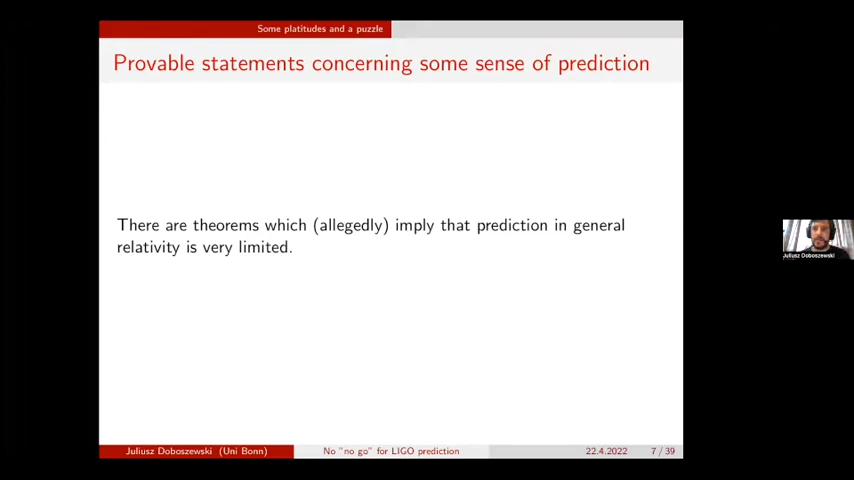 Some platitudes and a puzzle
Provable statements concerning some sense of prediction
There are theorems which (allegedly) imply that prediction in general
relativity is very limited.
Juliusz Doboszewski
Juliusz Doboszewski (Uni Bonn)
No "no go" for LIGO prediction
22.4.2022
7 / 39